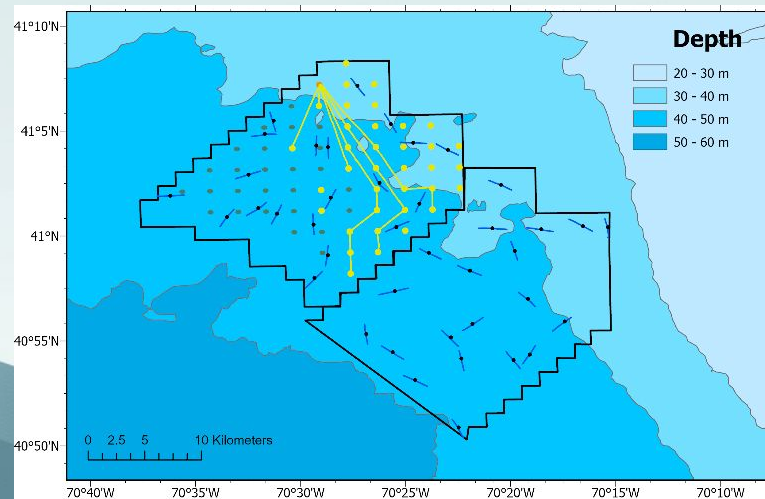 41°10'N
Depth
20 - 30 m
30 - 40 m
40 - 50 m
50 - 60 m
41°5'N
41°N
40°55'N
40°50'N
0 2.5 5 10 Kilometers
70°40'W 70°35'W 70°30'W 70°25'W 70°20'W 70°15'W 70°10'W